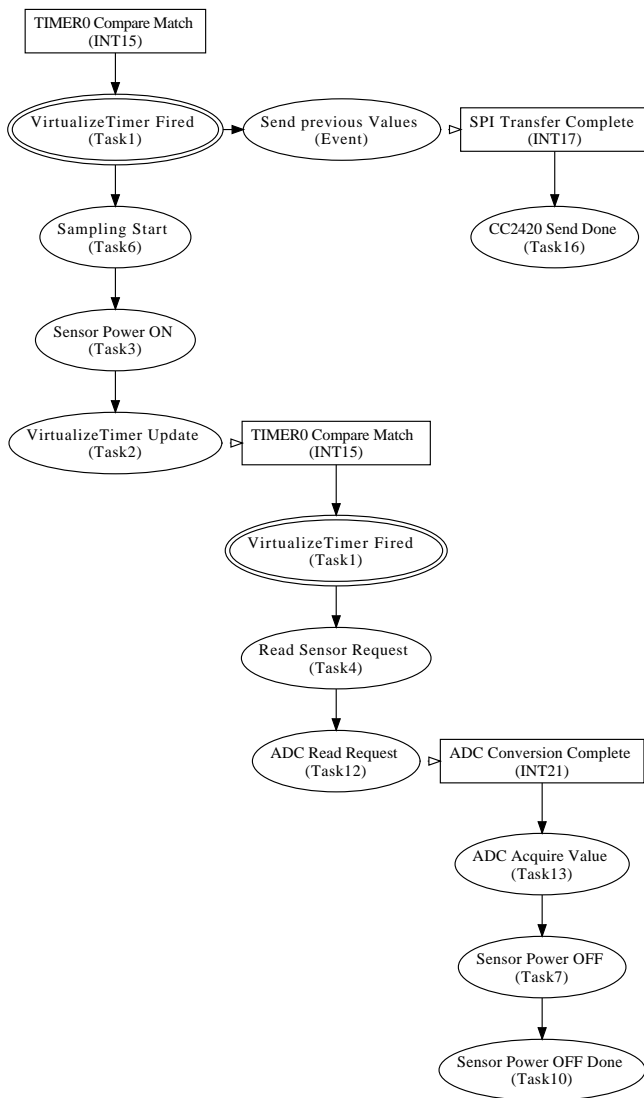 TIMER0 Compare Match
(INT15)
VirtualizeTimer Fired
(Task1)
Send previous Values
(Event)
SPI Transfer Complete
(INT17)
Sampling Start
(Task6)
CC2420 Send Done
(Task16)
Sensor Power ON
(Task3)
VirtualizeTimer Update
(Task2)
TIMER0 Compare Match
(INT15)
VirtualizeTimer Fired
(Task1)
Read Sensor Request
(Task4)
ADC Read Request
(Task12)
ADC Conversion Complete
(INT21)
ADC Acquire Value
(Task13)
Sensor Power OFF
(Task7)
Sensor Power OFF Done
(Task10)